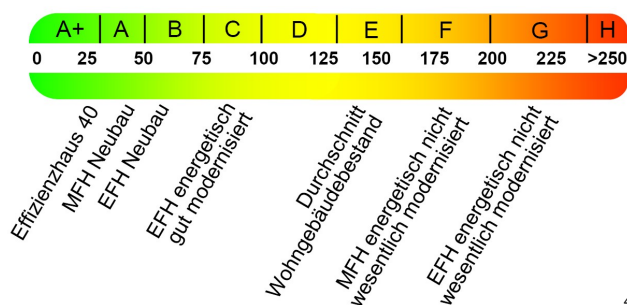 A+ A B C D E F G H
0 25 50 75 100 125 150 175 200 225 >250
Effizienzhaus 40
MFH Neubau
EFH Neubau
EFH energetisch
gut modernisiert
Durchschnitt
Wohngebäudebestand
MFH energetisch nicht
wesentlich modernisiert
EFH energetisch nicht
wesentlich modernisiert